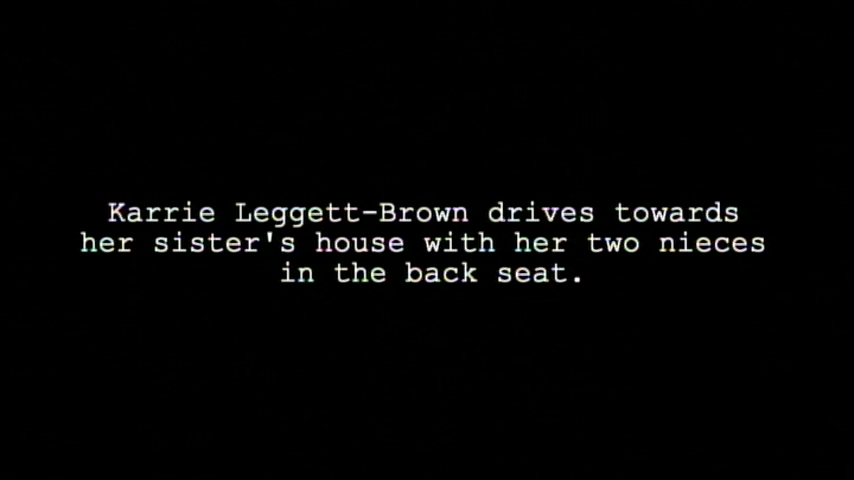 Karrie Leggett-Brown drives towards
her sister's house with her two nieces
in the back seat.